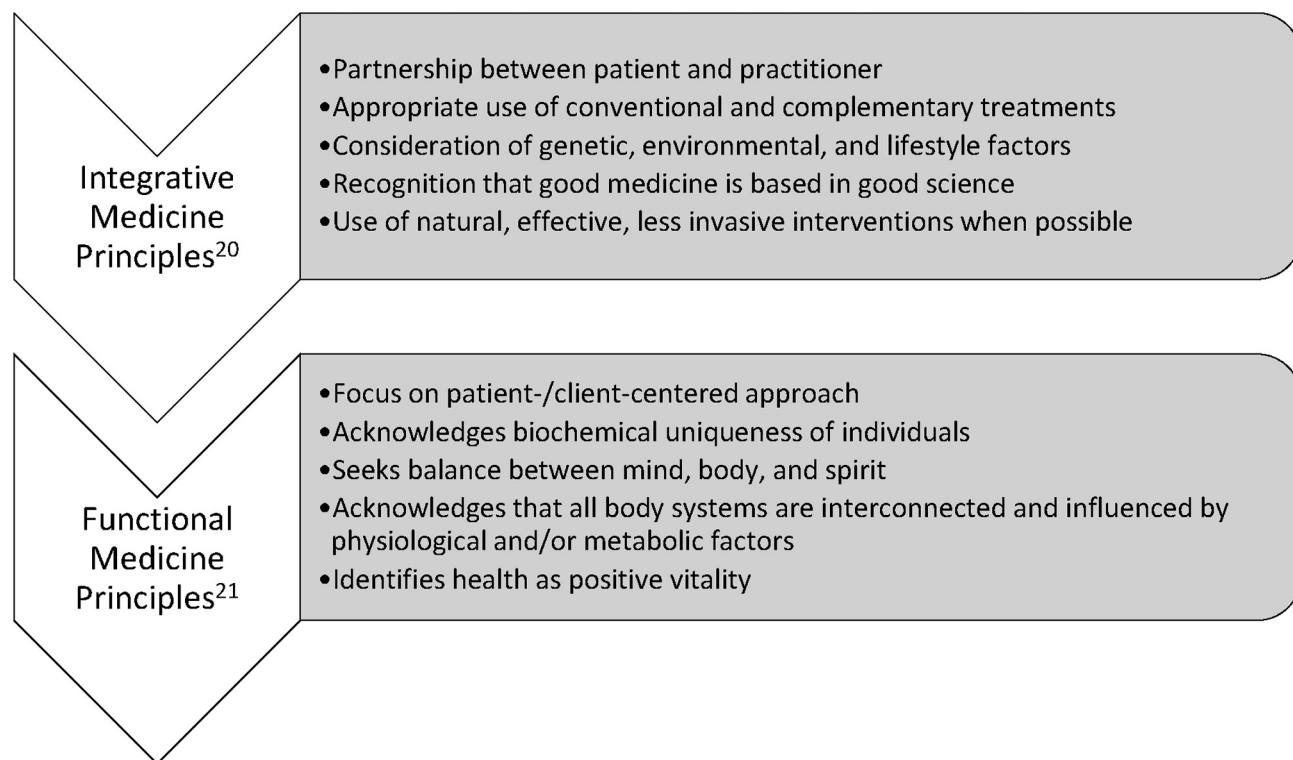 Integrative
Medicine
Principles20
•Partnership between patient and practitioner
•Appropriate use of conventional and complementary treatments
•Consideration of genetic, environmental, and lifestyle factors
•Recognition that good medicine is based in good science
•Use of natural, effective, less invasive interventions when possible
Functional
Medicine
Principles21
•Focus on patient-/client-centered approach
•Acknowledges biochemical uniqueness of individuals
•Seeks balance between mind, body, and spirit
•Acknowledges that all body systems are interconnected and influenced by
physiological and/or metabolic factors
•Identifies health as positive vitality